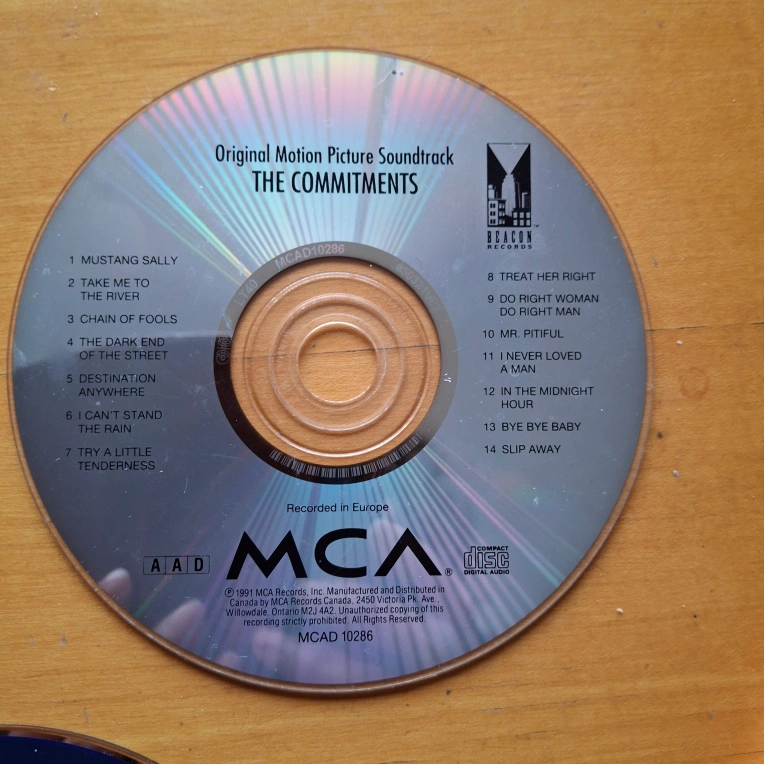 Original Motion Picture Soundtrack
THE COMMITMENTS
BEACON
RECORDS
™
MCAD10286
1 MUSTANG SALLY
2 TAKE ME TO
THE RIVER
3 CHAIN OF FOOLS
4 THE DARK END
OF THE STREET
5 DESTINATION
ANYWHERE
6 I CAN'T STAND
THE RAIN
7 TRY A LITTLE
TENDERNESS
8 TREAT HER RIGHT
9 DO RIGHT WOMAN
DO RIGHT MAN
10 MR. PITIFUL
11 I NEVER LOVED
A MAN
12 IN THE MIDNIGHT
HOUR
13 BYE BYE BABY
14 SLIP AWAY
Recorded in Europe
AAD
MCA®
COMPACT
disc
DIGITAL AUDIO
℗ 1991 MCA Records, Inc. Manufactured and Distributed in
Canada by MCA Records Canada, 2450 Victoria Pk. Ave.,
Willowdale, Ontario M2J 4A2. Unauthorized copying of this
recording strictly prohibited. All Rights Reserved.
MCAD 10286